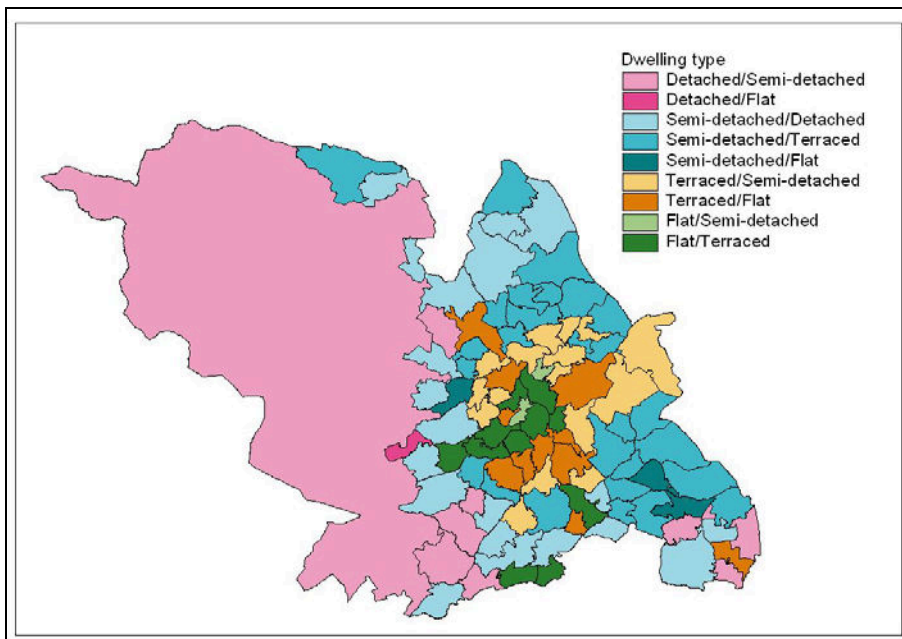 Dwelling type
Detached/Semi-detached
Detached/Flat
Semi-detached/Detached
Semi-detached/Terraced
Semi-detached/Flat
Terraced/Semi-detached
Terraced/Flat
Flat/Semi-detached
Flat/Terraced